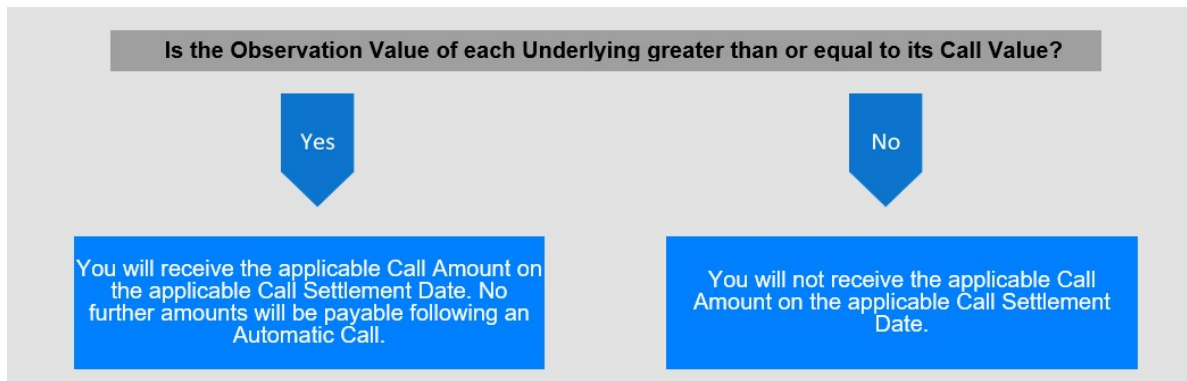 Is the Observation Value of each Underlying greater than or equal to its Call Value?
Yes
No
You will receive the applicable Call Amount on
the applicable Call Settlement Date. No
further amounts will be payable following an
Automatic Call.
You will not receive the applicable Call
Amount on the applicable Call Settlement
Date.